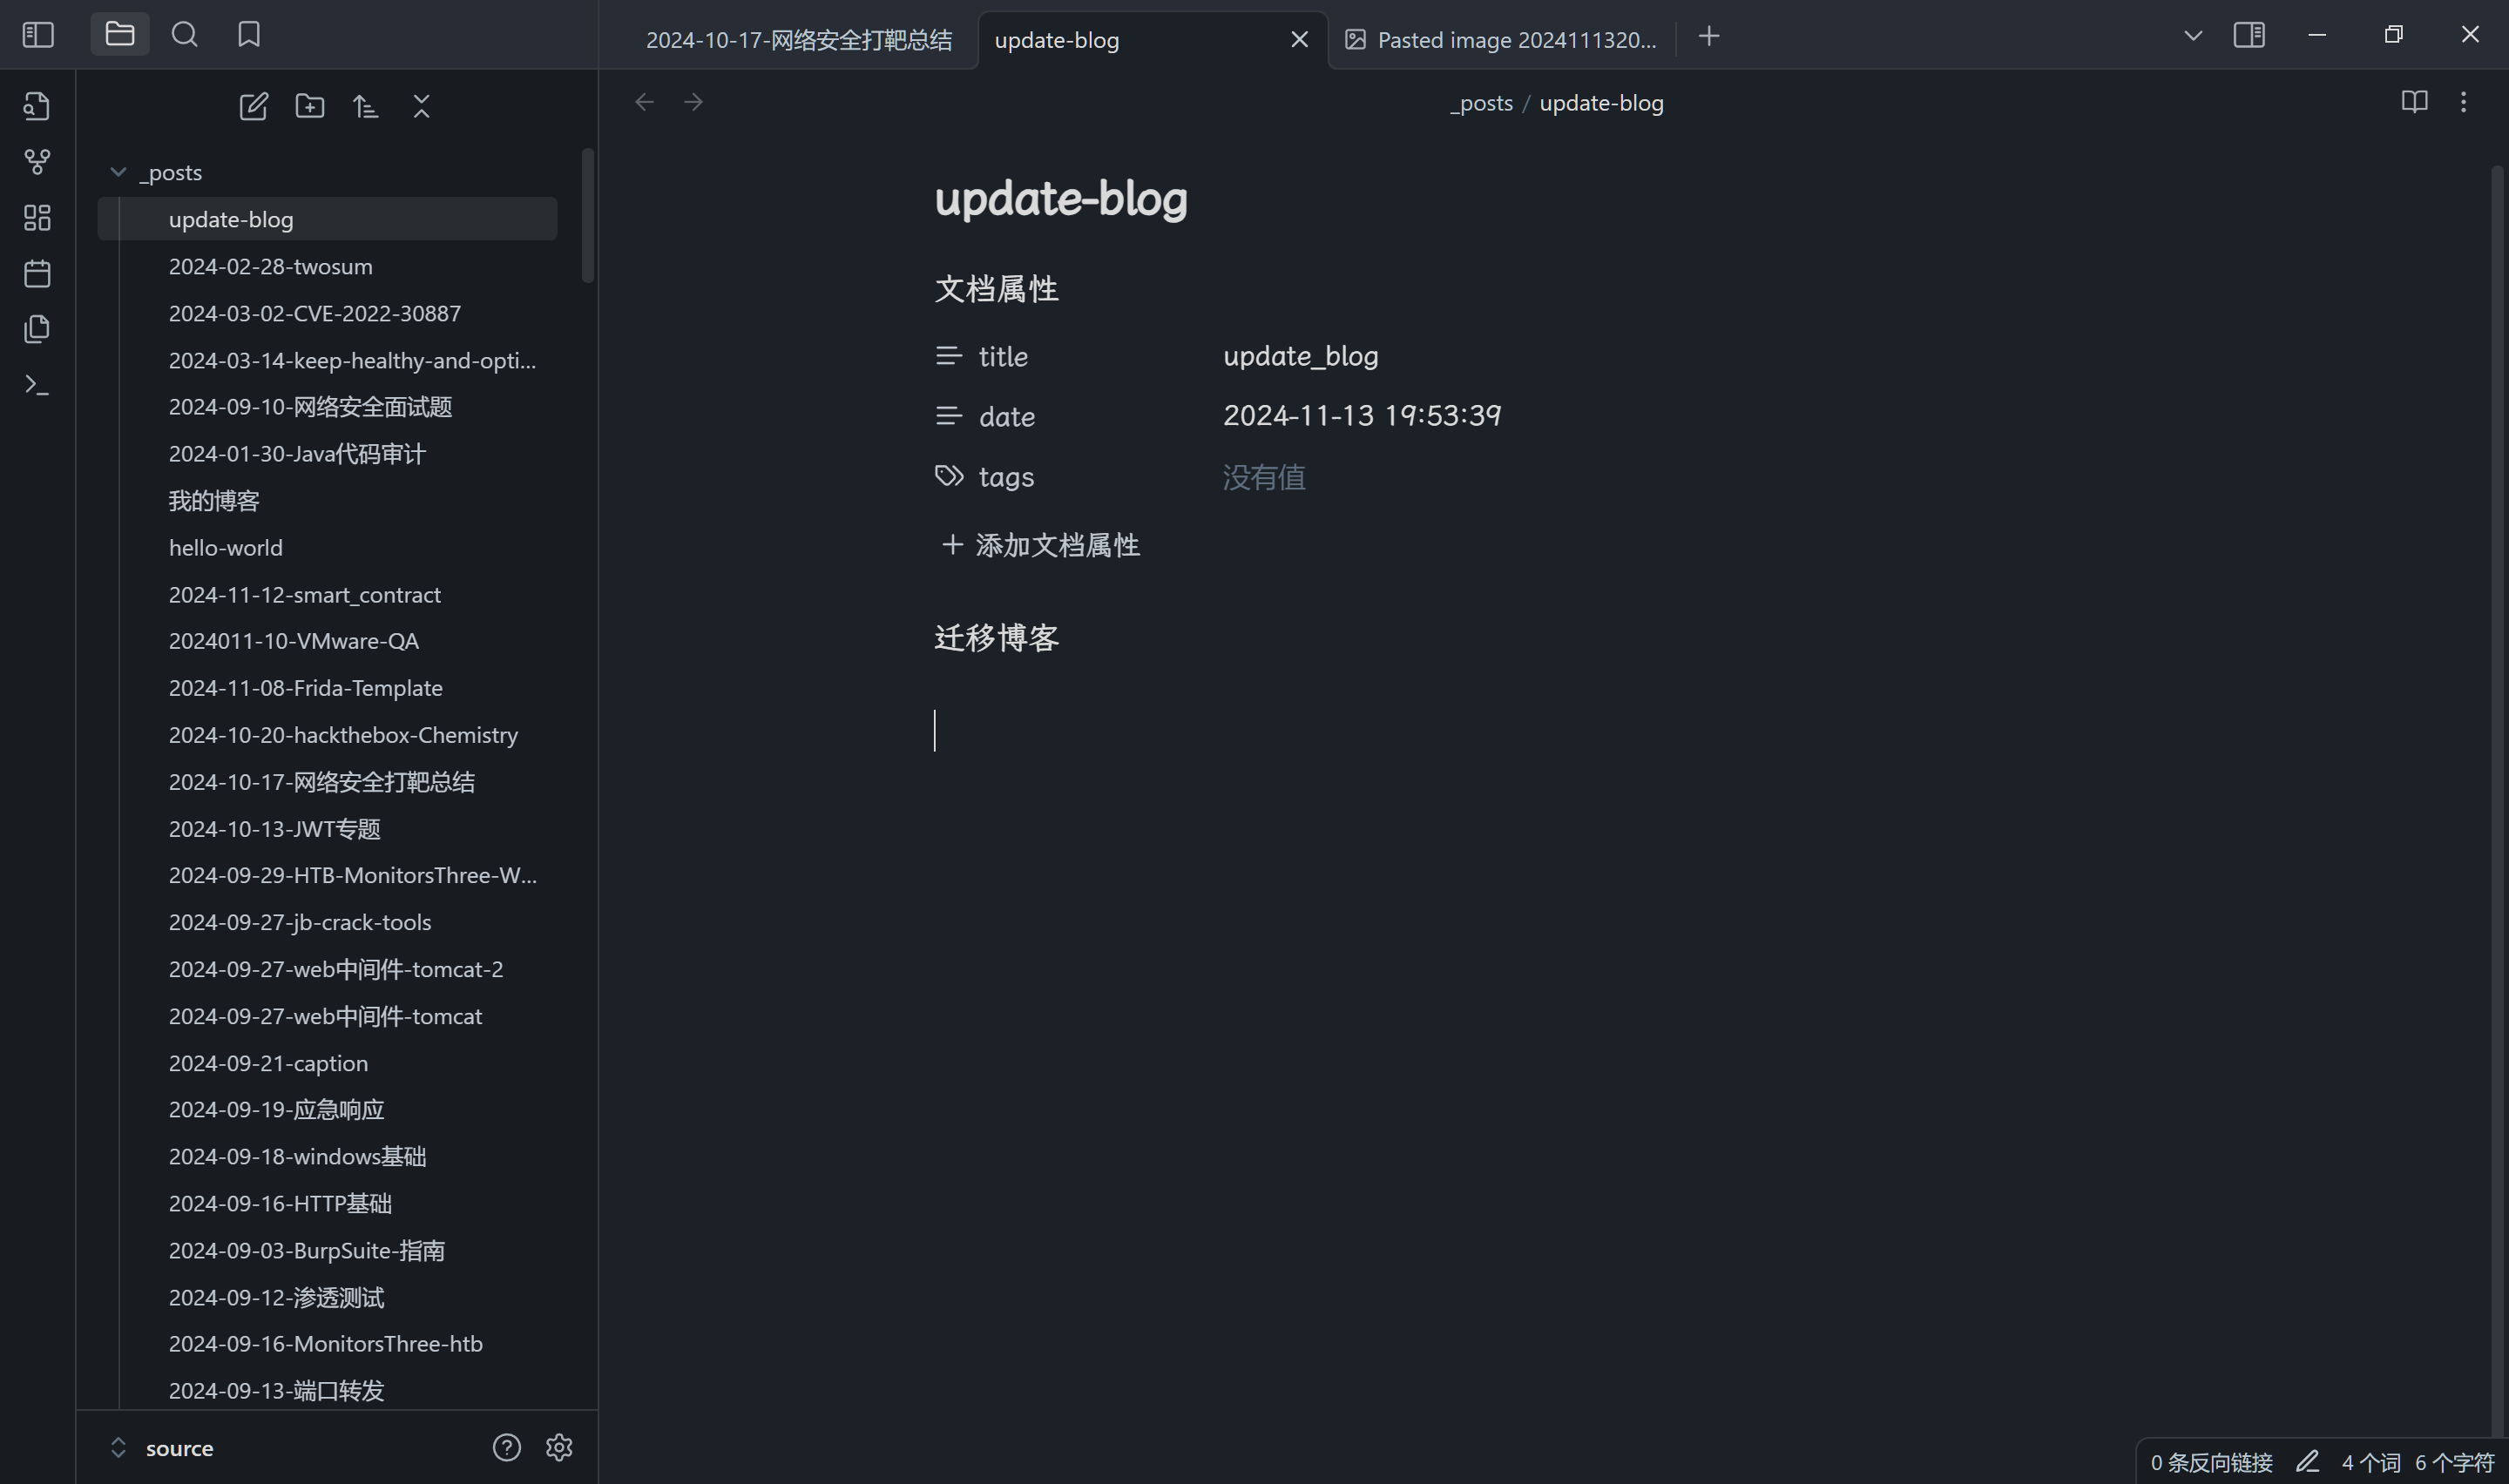 2024-10-17-网络安全打靶总结
update-blog
Pasted image 2024111320...
_posts
update-blog
2024-02-28-twosum
2024-03-02-CVE-2022-30887
2024-03-14-keep-healthy-and-opti...
2024-09-10-网络安全面试题
2024-01-30-Java代码审计
我的博客
hello-world
2024-11-12-smart_contract
2024011-10-VMware-QA
2024-11-08-Frida-Template
2024-10-20-hackthebox-Chemistry
2024-10-17-网络安全打靶总结
2024-10-13-JWT专题
2024-09-29-HTB-MonitorsThree-W...
2024-09-27-jb-crack-tools
2024-09-27-web中间件-tomcat-2
2024-09-27-web中间件-tomcat
2024-09-21-caption
2024-09-19-应急响应
2024-09-18-windows基础
2024-09-16-HTTP基础
2024-09-03-BurpSuite-指南
2024-09-12-渗透测试
2024-09-16-MonitorsThree-htb
2024-09-13-端口转发
source
_posts / update-blog
update-blog
文档属性
title update_blog
date 2024-11-13 19:53:39
tags 没有值
添加文档属性
迁移博客
0 条反向链接 4 个词 6 个字符